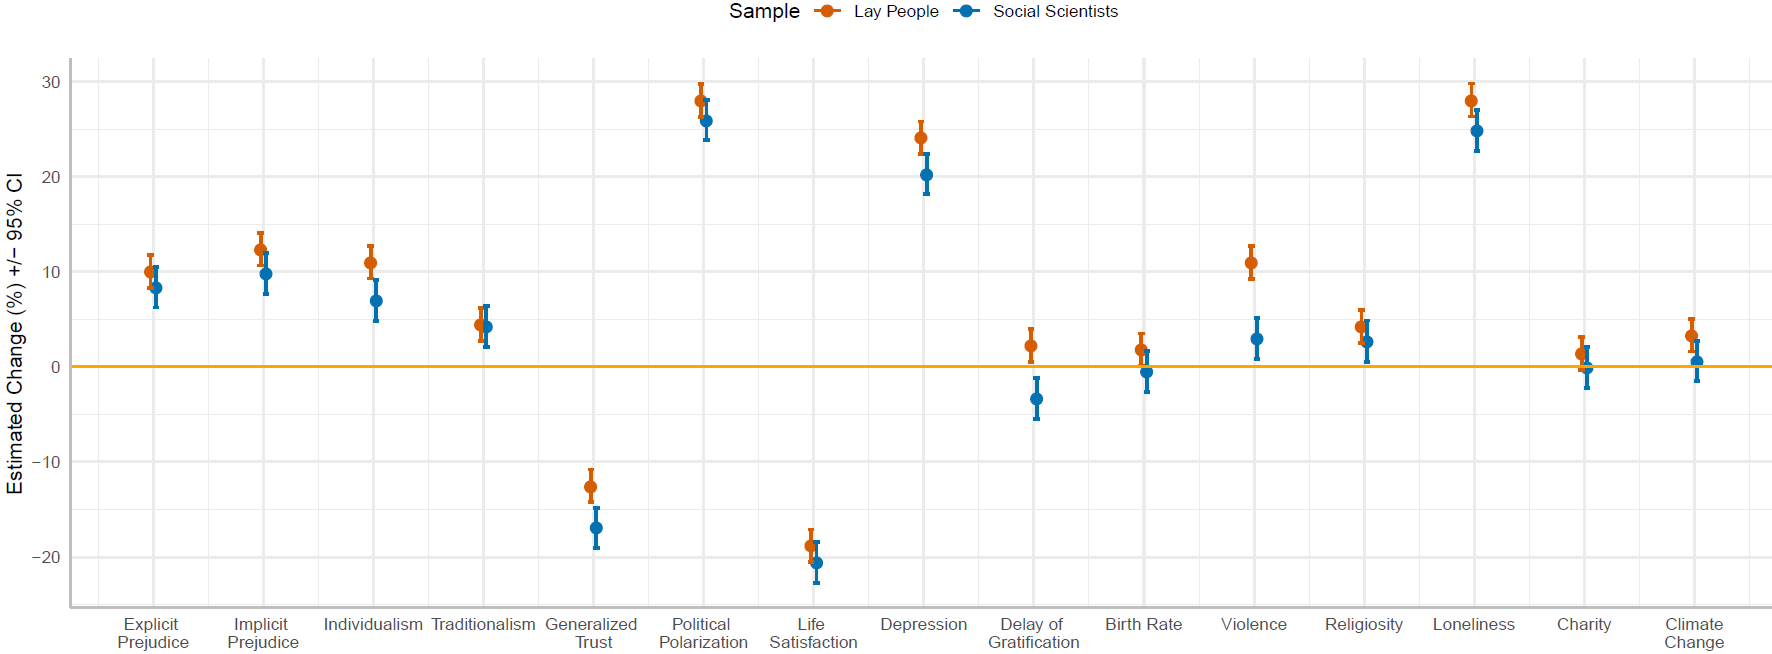 Sample Lay People Social Scientists
Estimated Change (%) +/− 95% CI
30
20
10
0
−10
−20
Explicit
Prejudice
Implicit
Prejudice
Individualism
Traditionalism
Generalized
Trust
Political
Polarization
Life
Satisfaction
Depression
Delay of
Gratification
Birth Rate
Violence
Religiosity
Loneliness
Charity
Climate
Change